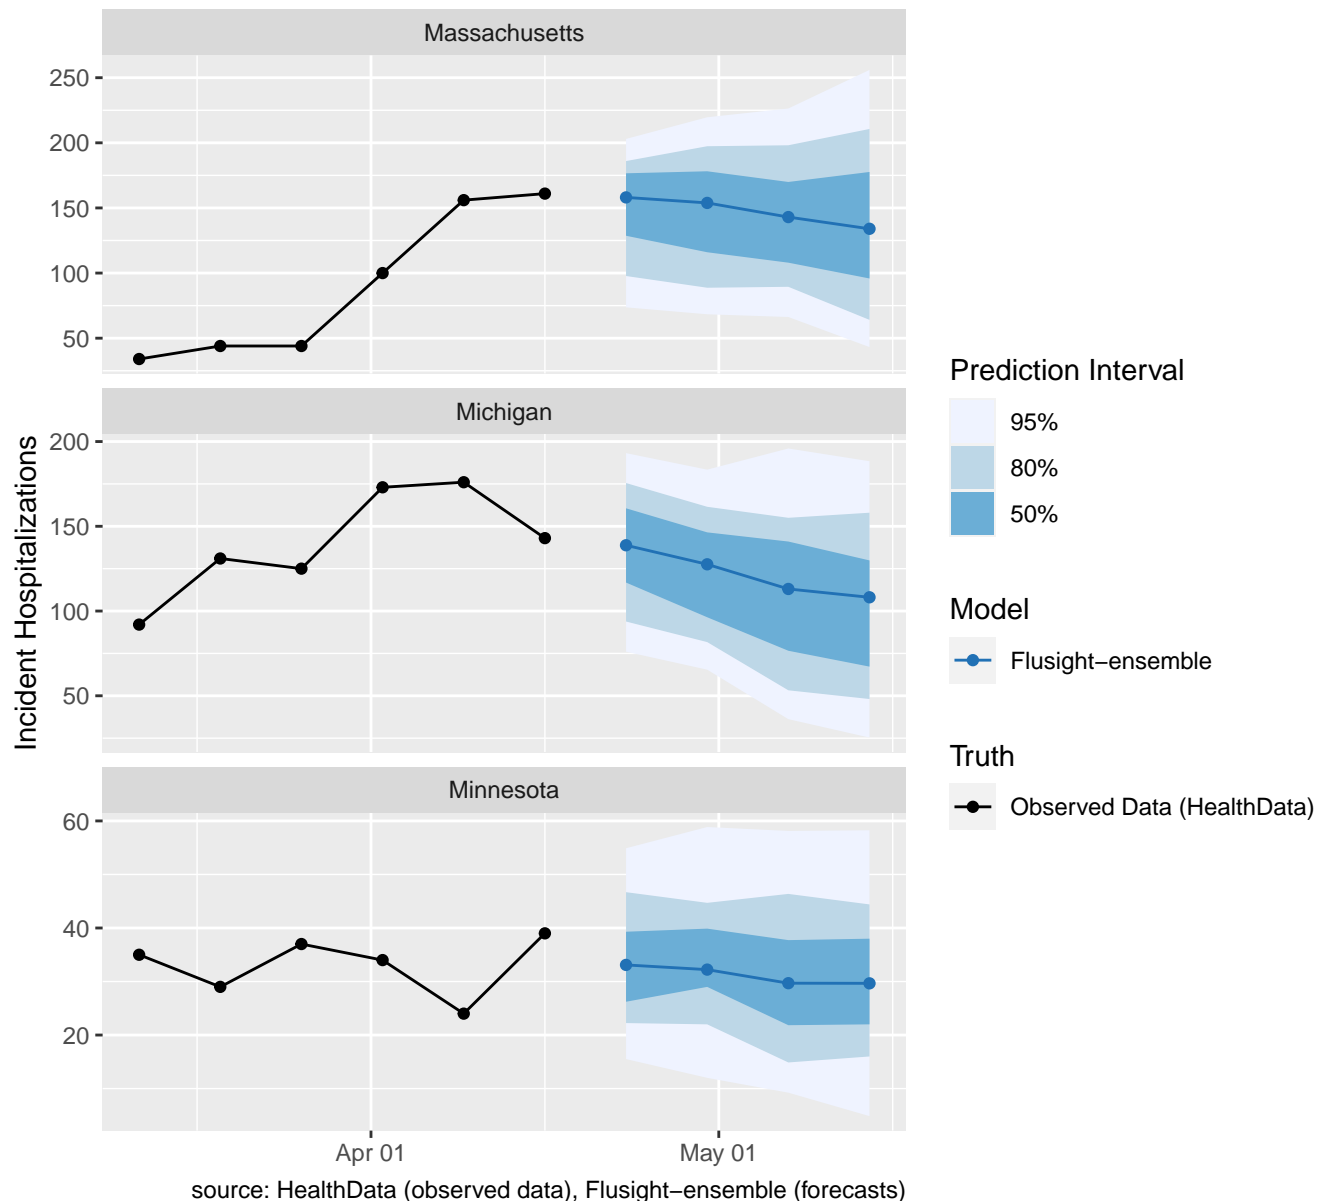 Massachusetts
250
200
150
100
50
Michigan
200
150
100
50
Minnesota
60
40
20
Incident Hospitalizations
Apr 01
May 01
source: HealthData (observed data), Flusight−ensemble (forecasts)
Prediction Interval
95%
80%
50%
Model
Flusight−ensemble
Truth
Observed Data (HealthData)